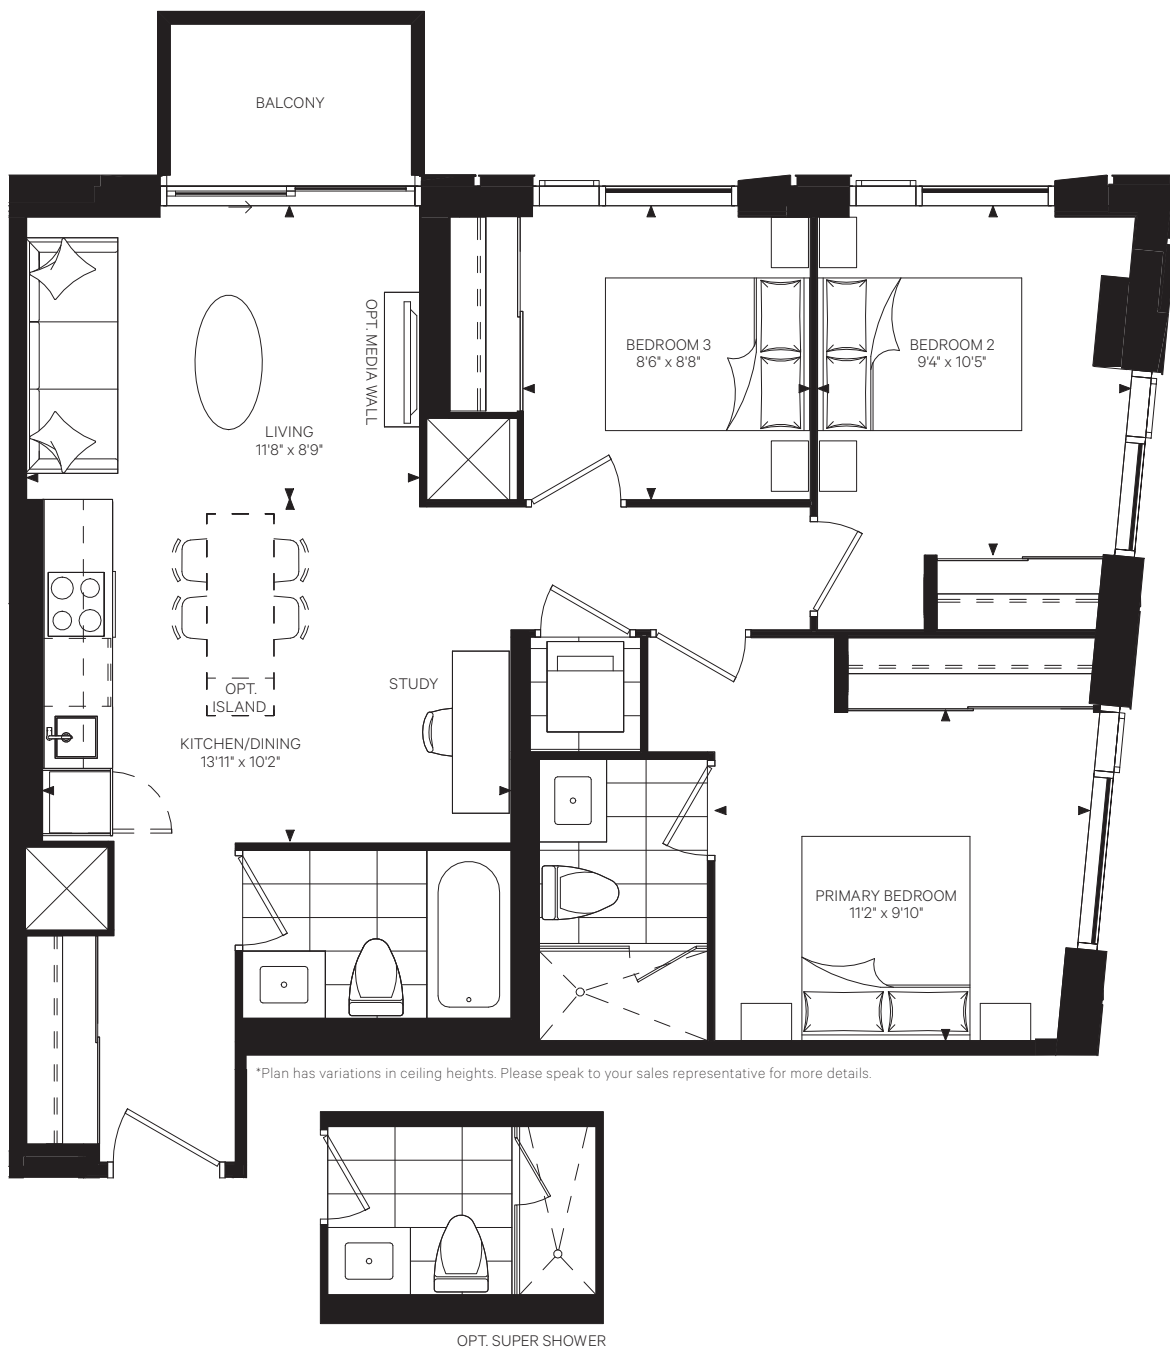 BALCONY
OPT. MEDIA WALL
BEDROOM 3
8'6" x 8'8"
BEDROOM 2
9'4" x 10'5"
LIVING
11'8" x 8'9"
OPT.
ISLAND
STUDY
KITCHEN/DINING
13'11" x 10'2"
PRIMARY BEDROOM
11'2" x 9'10"
*Plan has variations in ceiling heights. Please speak to your sales representative for more details.
OPT. SUPER SHOWER